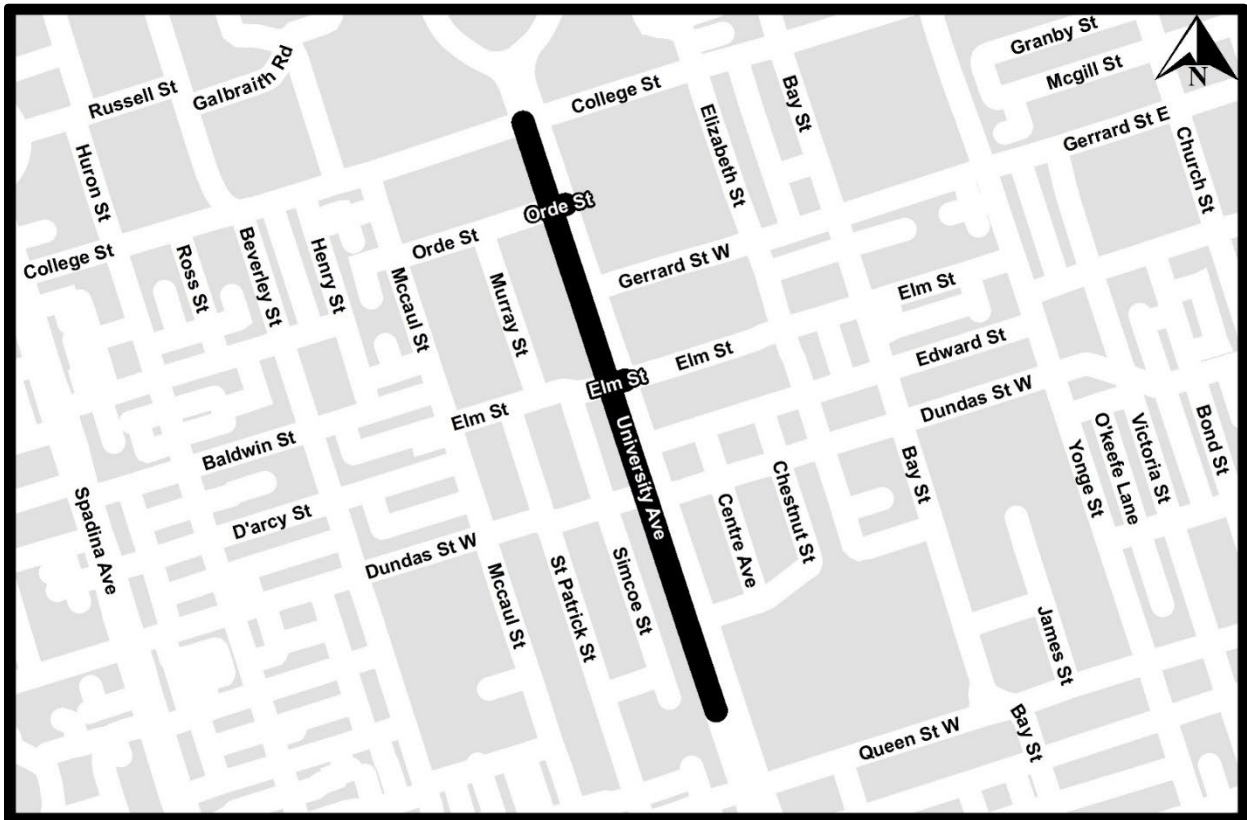 Granby St
Mcgill St
N
Russell St
Galbraith Rd
College St
Bay St
Gerrard St E
Elizabeth St
Church St
Huron St
Orde St
Orde St
College St
Ross St
Beverley St
Henry St
Mccaul St
Murray St
Gerrard St W
Elm St
Elm St
Edward St
Elm St
Dundas St W
Elm St
Baldwin St
University Ave
Bay St
Yonge St
O'keefe Lane
Victoria St
Bond St
Spadina Ave
D'arcy St
Centre Ave
Chestnut St
Dundas St W
Mccaul St
St Patrick St
Simcoe St
James St
Queen St W
Bay St